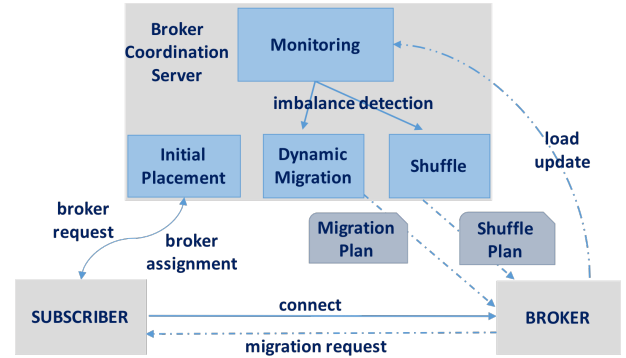 Broker
Coordination
Server
Monitoring
imbalance detection
Initial
Placement
Dynamic
Migration
Shuffle
load
update
broker
request
broker
assignment
Migration
Plan
Shuffle
Plan
SUBSCRIBER
connect
BROKER
migration request